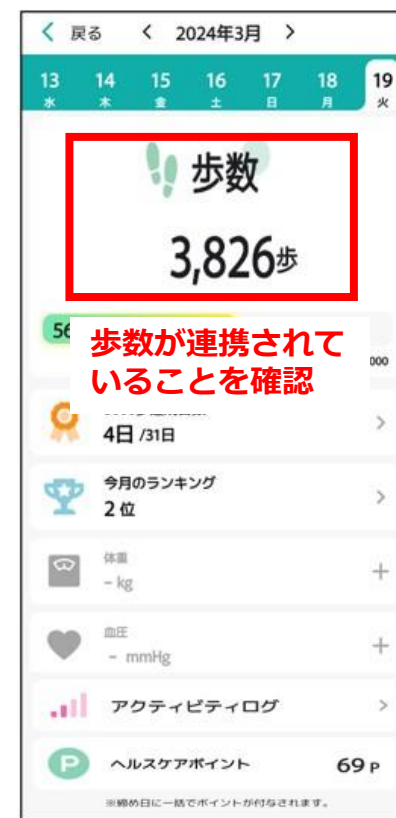 戻る
2024年3月
13 14 15 16 17 18 19
水 木 金 土 日 月 火
歩数
3,826歩
56
000
歩数が連携されて
いることを確認
4日 /31日
今月のランキング
2 位
体重
- kg
血圧
- mmHg
アクティビティログ
P ヘルスケアポイント 69 P
※締め日に一括でポイントが付与されます。